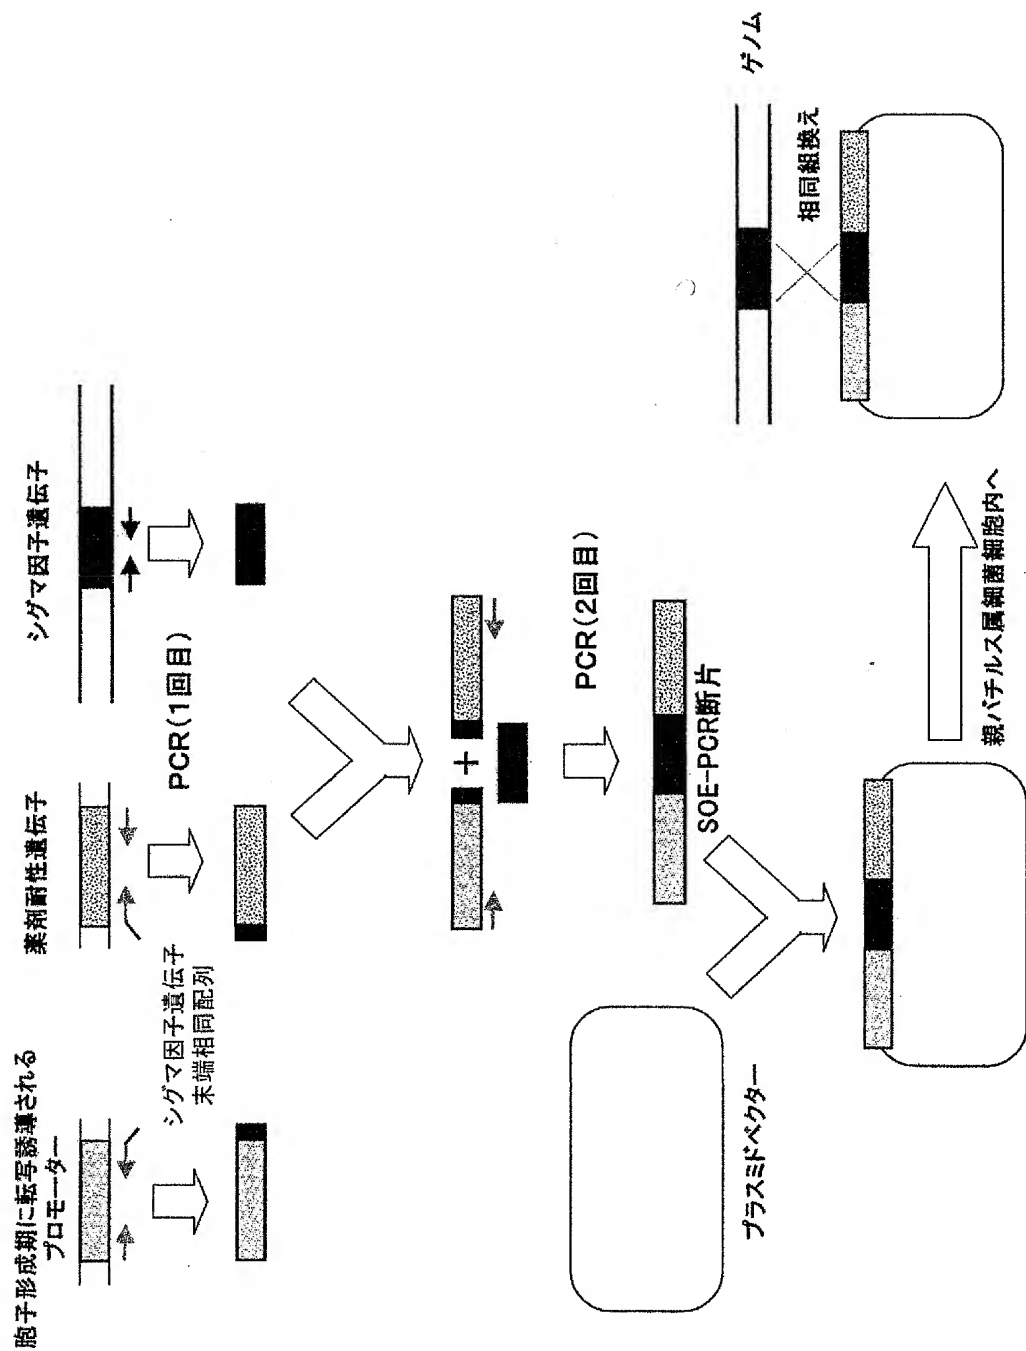 胞子形成期に転写誘導される
プロモーター
薬剤耐性遺伝子
シグマ因子遺伝子
シグマ因子遺伝子
末端相同配列
PCR(1回目)
+
PCR(2回目)
SOE-PCR断片
プラスミドベクター
親バチルス属細菌細胞内へ
ゲノム
相同組換え